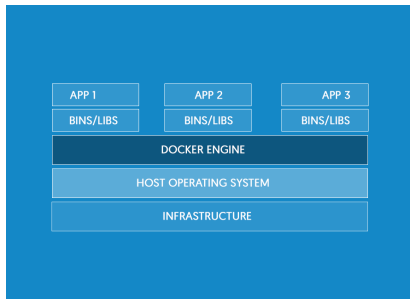 APP 1 APP 2 APP 3
BINS/LIBS BINS/LIBS BINS/LIBS
DOCKER ENGINE
HOST OPERATING SYSTEM
INFRASTRUCTURE